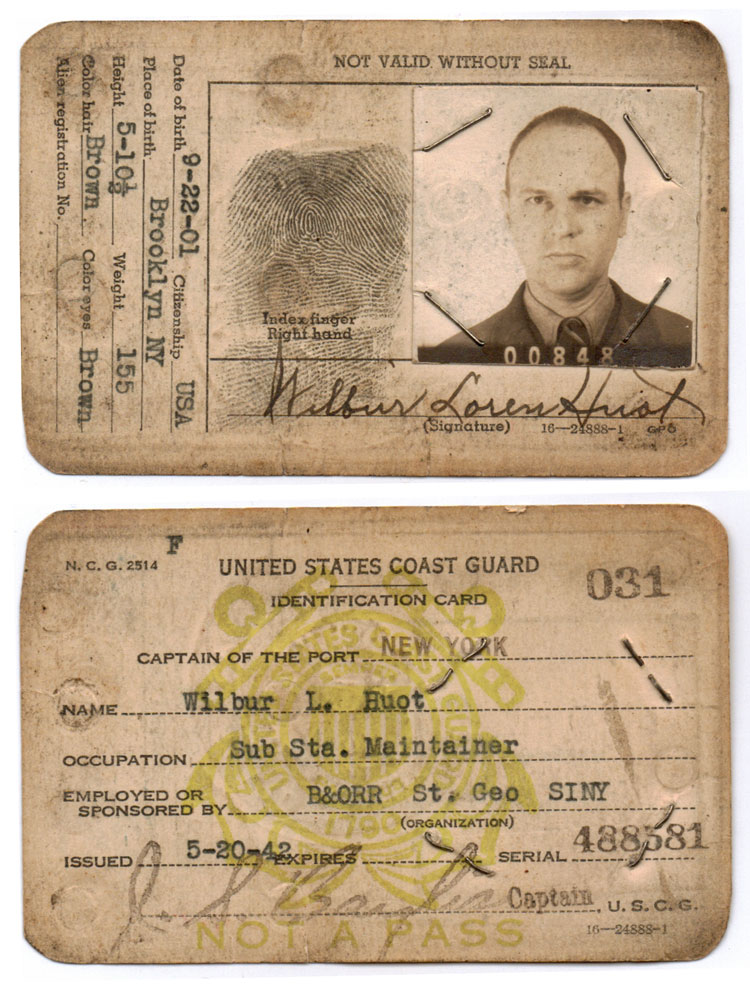 NOT VALID WITHOUT SEAL
Date of birth 9-22-01 Citizenship USA
Place of birth Brooklyn NY
Height 5-10½ Weight 155
Color hair Brown Color eyes Brown
Alien registration No.
Index finger
Right hand
00848
Wilbur Loren Huot
(Signature) 16—24888-1 GPO
F
N. C. G. 2514 UNITED STATES COAST GUARD
031
IDENTIFICATION CARD
CAPTAIN OF THE PORT NEW YORK
NAME Wilbur L. Huot
OCCUPATION Sub Sta. Maintainer
EMPLOYED OR
SPONSORED BY B&ORR St. Geo SINY
(ORGANIZATION)
1790
ISSUED 5-20-42 EXPIRES SERIAL 488581
Captain, U. S. C. G.
NOT A PASS 16—24888-1